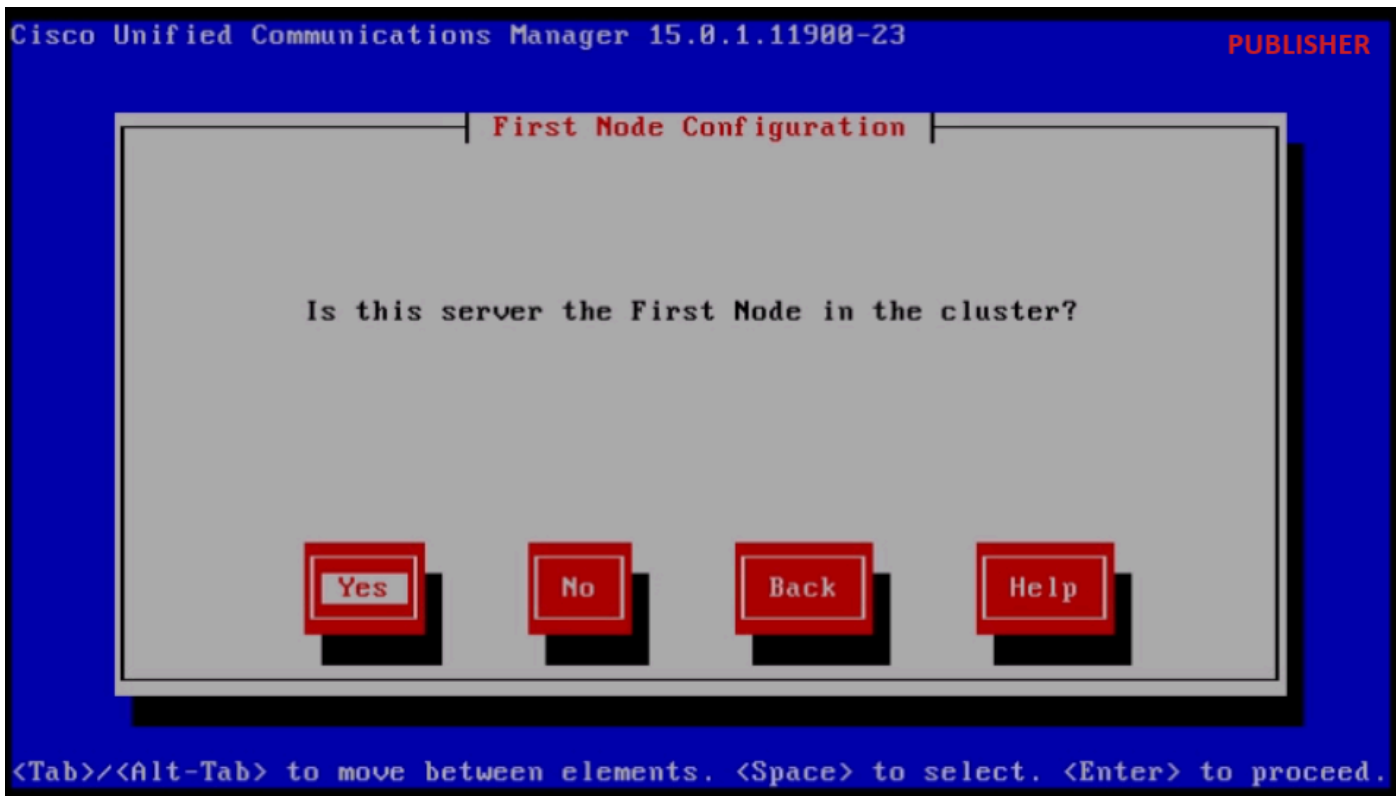 Cisco Unified Communications Manager 15.0.1.11900-23
PUBLISHER
First Node Configuration
Is this server the First Node in the cluster?
Yes
No
Back
Help
<Tab>/<Alt-Tab> to move between elements. <Space> to select. <Enter> to proceed.